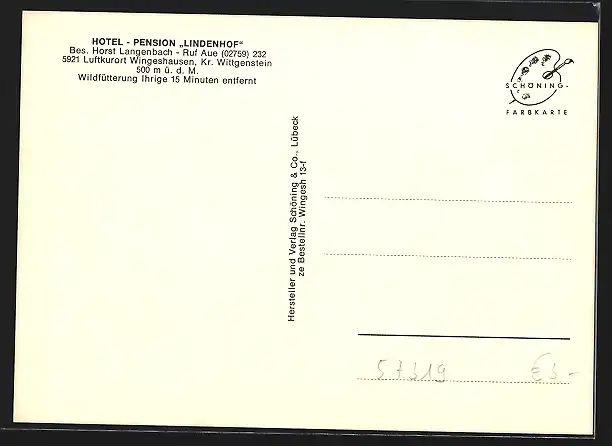 HOTEL - PENSION „LINDENHOF"
Bes. Horst Langenbach - Ruf Aue (02759) 232
5921 Luftkurort Wingeshausen, Kr. Wittgenstein
500 m ü. d. M.
Wildfütterung Ihrige 15 Minuten entfernt
SCHÖNING-
FARBKARTE
Hersteller und Verlag Schöning & Co., Lübeck
ze Bestellnr. Wingesh 13-f
57319
€ 3,-